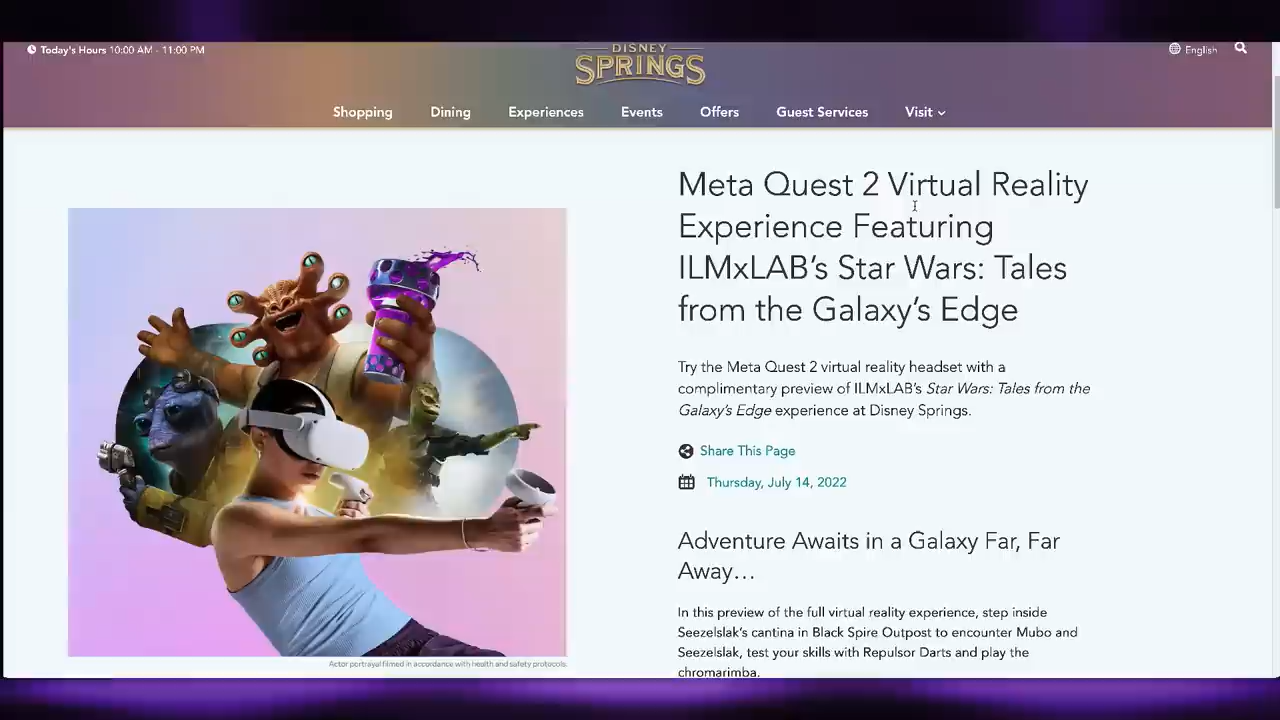 Today's Hours 10:00 AM - 11:00 PM
DISNEY
SPRINGS
English
Shopping Dining Experiences Events Offers Guest Services Visit
Meta Quest 2 Virtual Reality
Experience Featuring
ILMxLAB’s Star Wars: Tales
from the Galaxy’s Edge
Try the Meta Quest 2 virtual reality headset with a
complimentary preview of ILMxLAB’s Star Wars: Tales from the
Galaxy’s Edge experience at Disney Springs.
Share This Page
Thursday, July 14, 2022
Adventure Awaits in a Galaxy Far, Far
Away…
In this preview of the full virtual reality experience, step inside
Seezelslak’s cantina in Black Spire Outpost to encounter Mubo and
Seezelslak, test your skills with Repulsor Darts and play the
chromarimba.
Actor portrayal filmed in accordance with health and safety protocols.